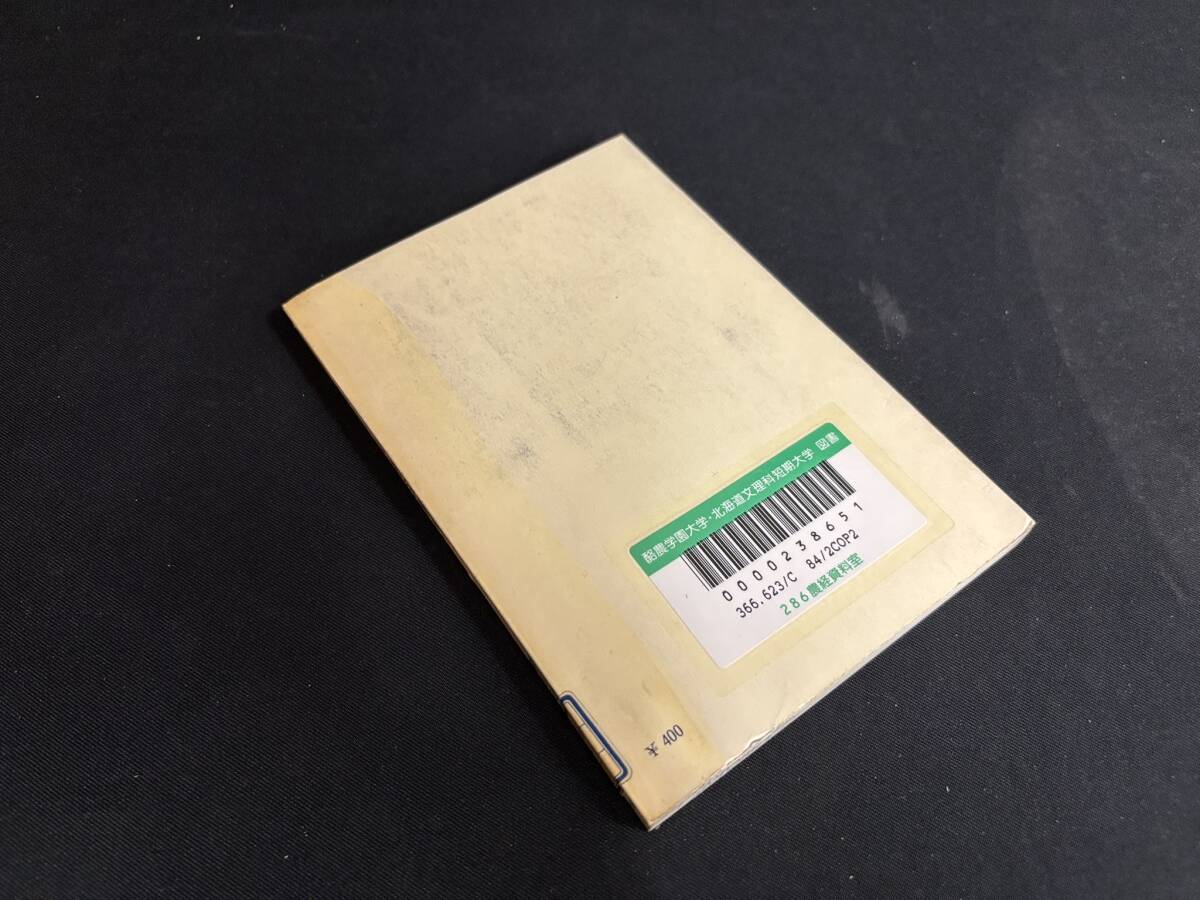 酪農学園大学・北海道文理科短期大学 図書
0000238651
366.623/C 84/2COP2
286農経資料室
¥ 400